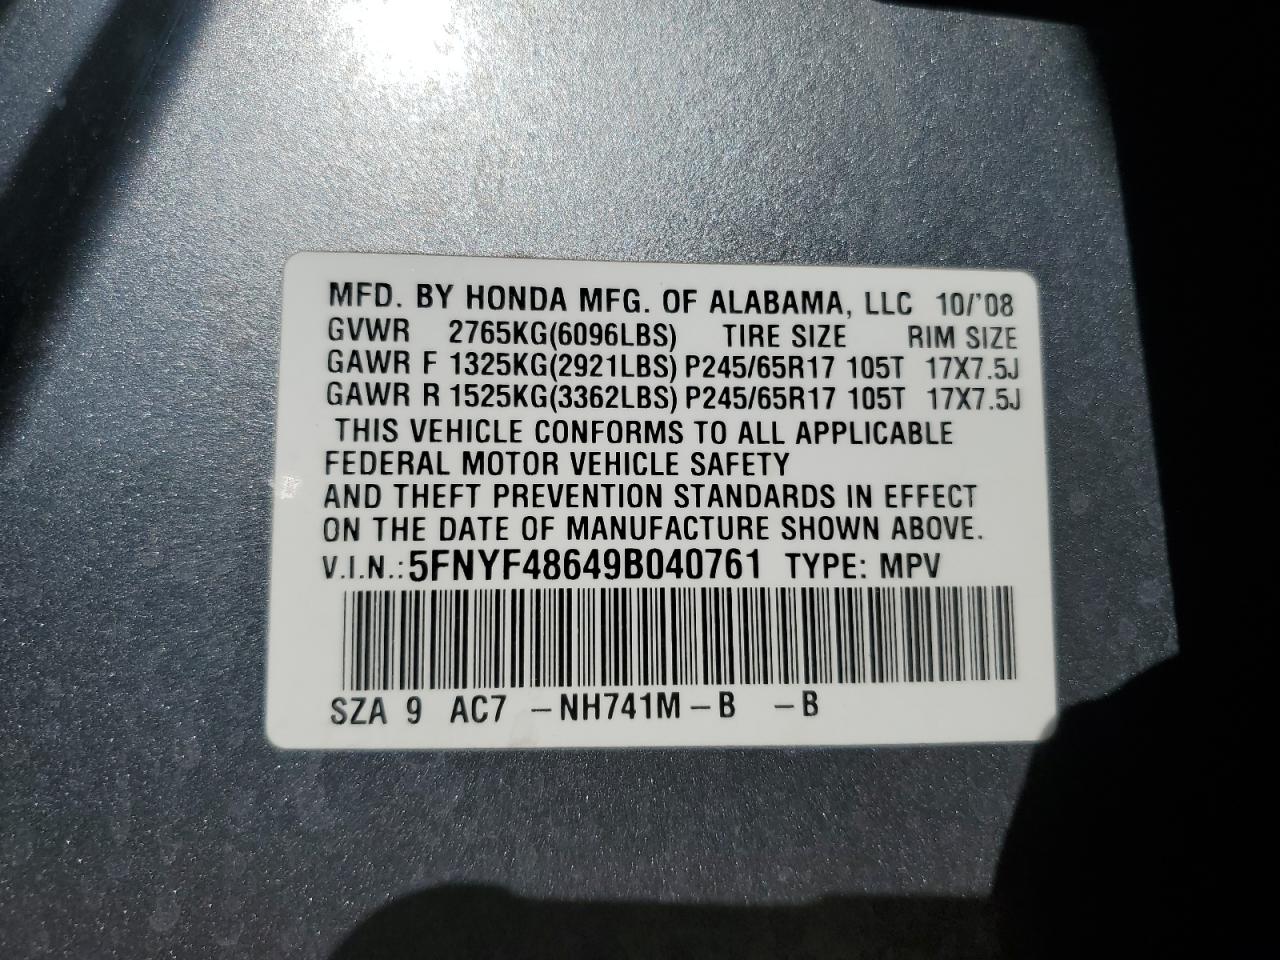 MFD. BY HONDA MFG. OF ALABAMA, LLC 10/'08
GVWR 2765KG(6096LBS) TIRE SIZE RIM SIZE
GAWR F 1325KG(2921LBS) P245/65R17 105T 17X7.5J
GAWR R 1525KG(3362LBS) P245/65R17 105T 17X7.5J
THIS VEHICLE CONFORMS TO ALL APPLICABLE
FEDERAL MOTOR VEHICLE SAFETY
AND THEFT PREVENTION STANDARDS IN EFFECT
ON THE DATE OF MANUFACTURE SHOWN ABOVE.
V.I.N.: 5FNYF48649B040761 TYPE: MPV
SZA 9 AC7 -NH741M-B -B